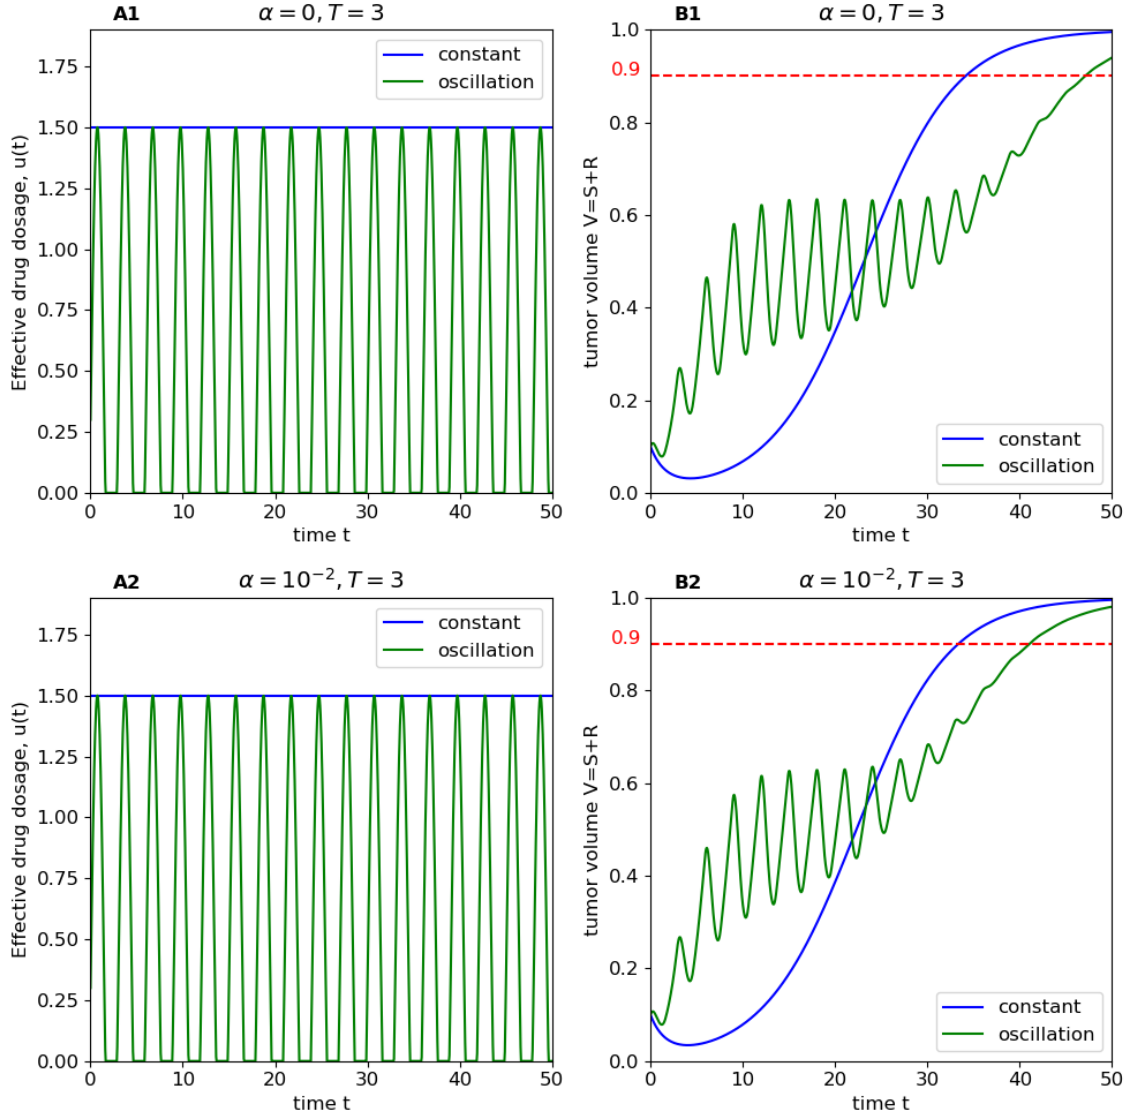 A1
α = 0, T = 3
Effective drug dosage, u(t)
1.75
1.50
1.25
1.00
0.75
0.50
0.25
0.00
constant
oscillation
0 10 20 30 40 50
time t
B1
α = 0, T = 3
tumor volume V=S+R
1.0
0.9
0.8
0.6
0.4
0.2
0.0
constant
oscillation
0 10 20 30 40 50
time t
A2
α = 10⁻², T = 3
Effective drug dosage, u(t)
1.75
1.50
1.25
1.00
0.75
0.50
0.25
0.00
constant
oscillation
0 10 20 30 40 50
time t
B2
α = 10⁻², T = 3
tumor volume V=S+R
1.0
0.9
0.8
0.6
0.4
0.2
0.0
constant
oscillation
0 10 20 30 40 50
time t